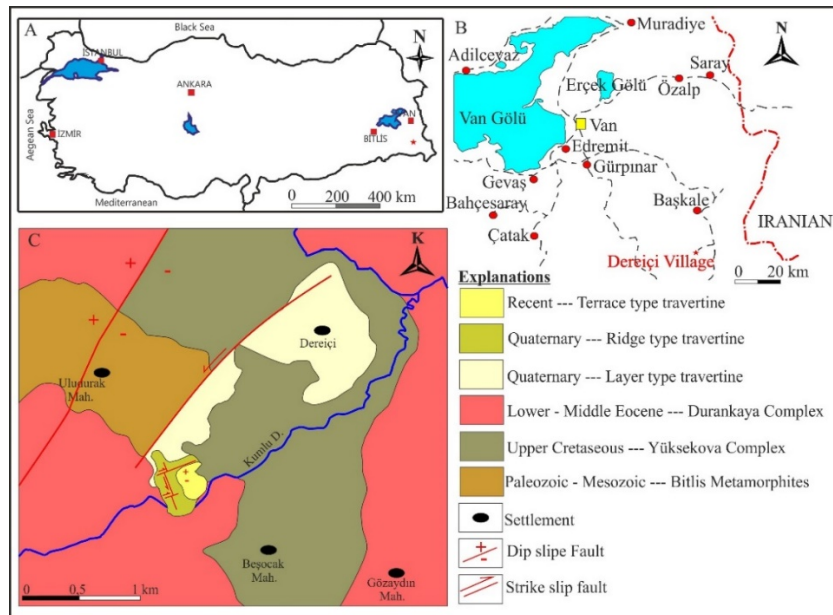 A
Black Sea
N
İSTANBUL
ANKARA
Aegean Sea
İZMİR
BİTLİS
VAN
Mediterranean
0 200 400 km
B
N
Muradiye
Adilcevaz
Saray
Erçek Gölü
Özalp
Van Gölü
Van
Edremit
Gürpınar
Gevaş
Bahçesaray
Başkale
Çatak
IRANIAN
Dereiçi Village
0 20 km
C
K
Dereiçi
Uludurak
Mah.
Kumlu D.
Beşocak
Mah.
Gözaydın
Mah.
0 0,5 1 km
Explanations
Recent --- Terrace type travertine
Quaternary --- Ridge type travertine
Quaternary --- Layer type travertine
Lower - Middle Eocene --- Durankaya Complex
Upper Cretaseous --- Yüksekova Complex
Paleozoic - Mesozoic --- Bitlis Metamorphites
Settlement
Dip slipe Fault
Strike slip fault